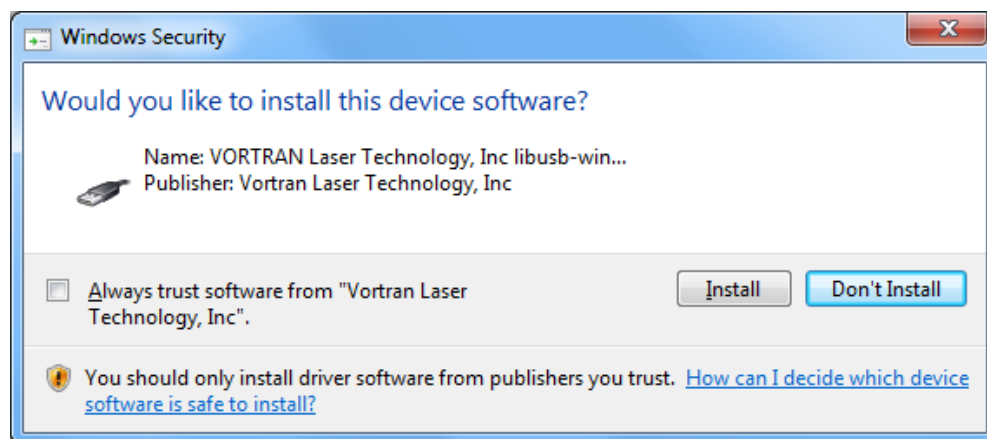 Windows Security
Would you like to install this device software?
Name: VORTRAN Laser Technology, Inc libusb-win...
Publisher: Vortran Laser Technology, Inc
Always trust software from "Vortran Laser
Technology, Inc".
Install
Don't Install
You should only install driver software from publishers you trust. How can I decide which device
software is safe to install?